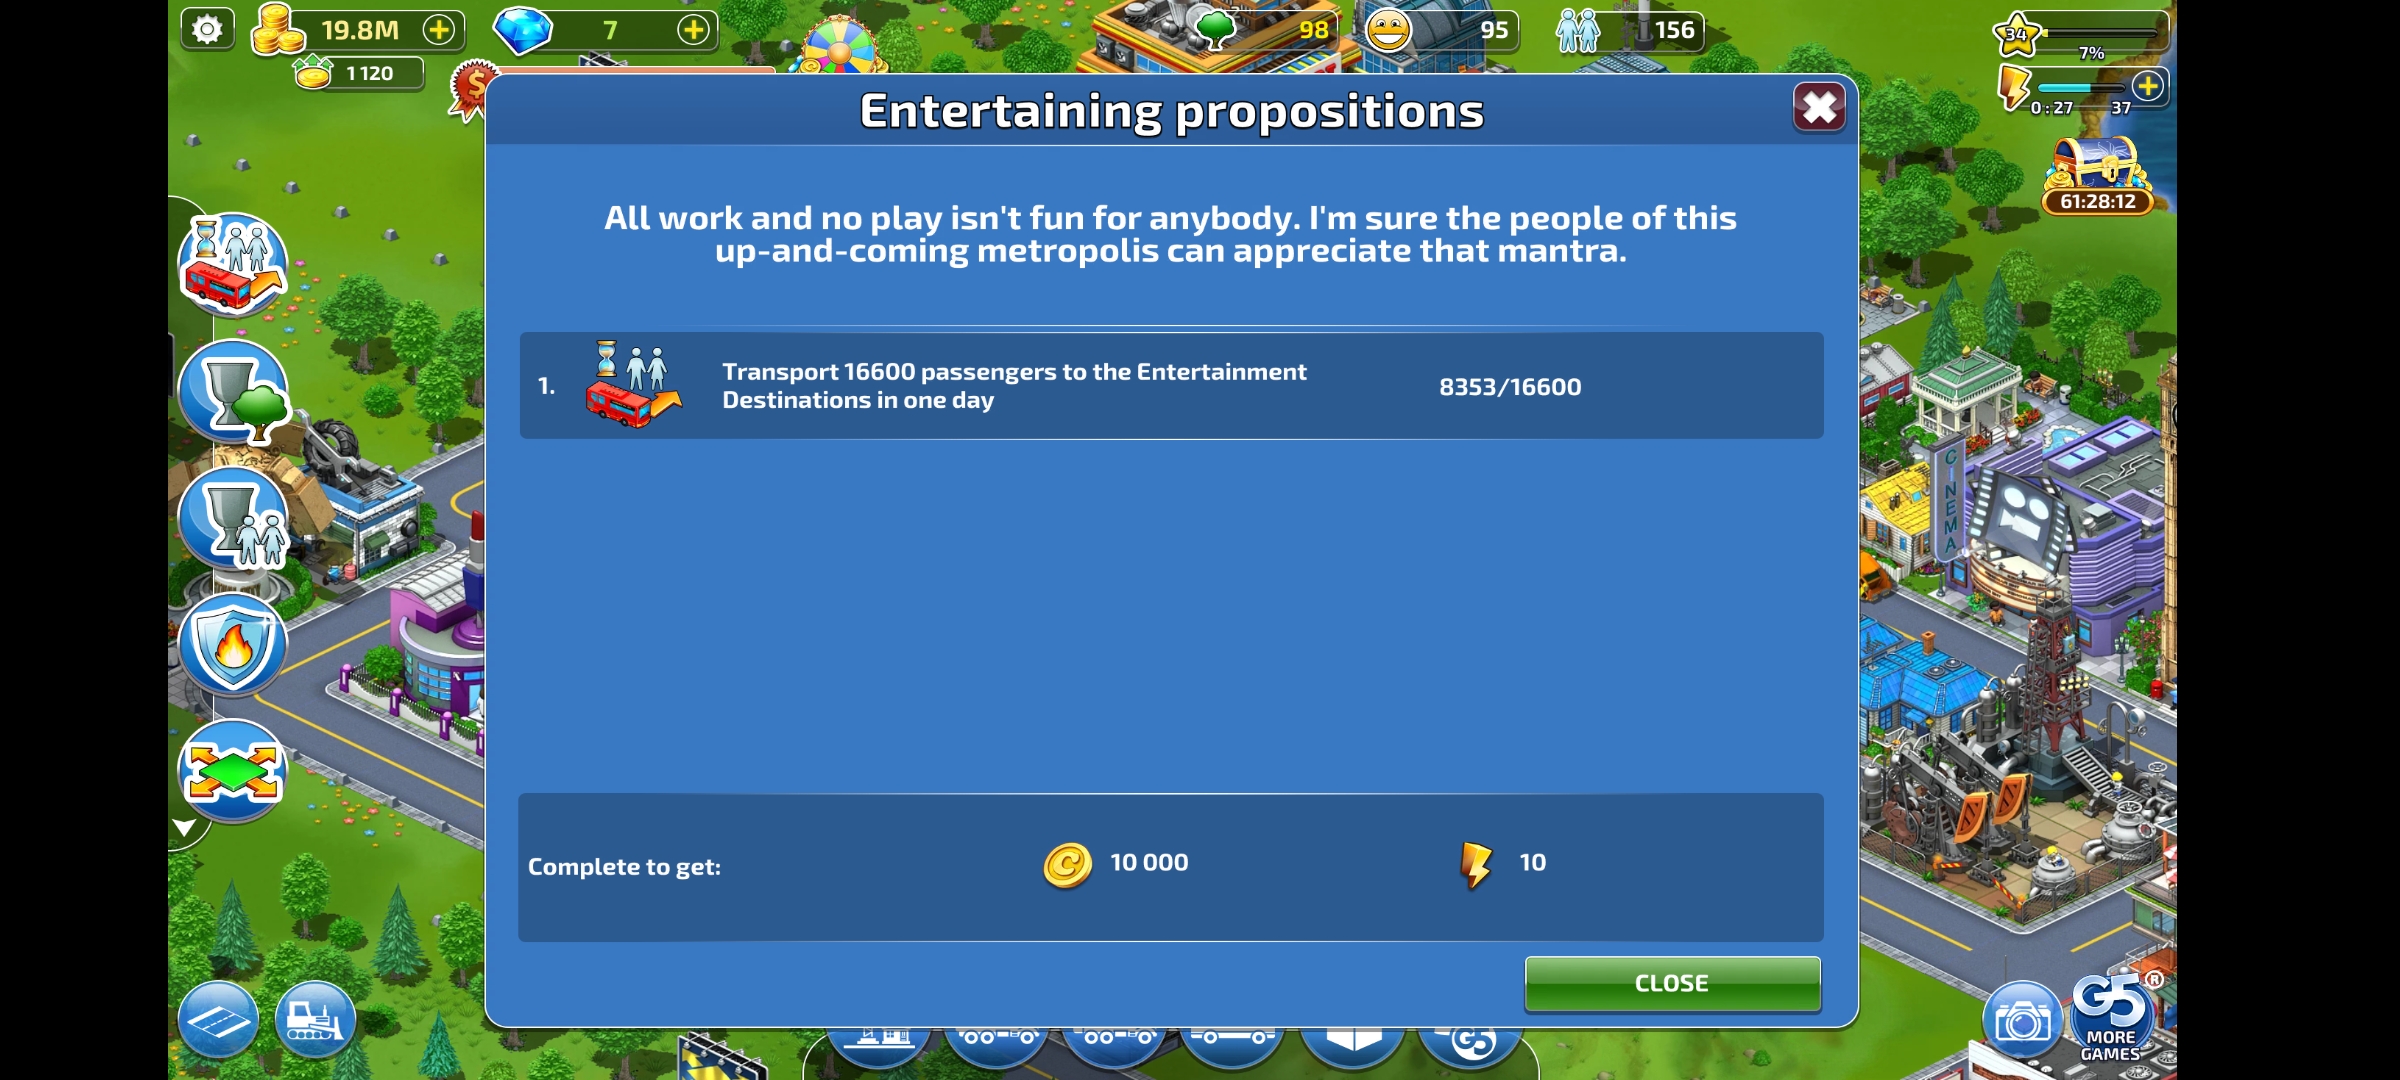 19.8M
7
98
95
156
34
7%
1 120
0:27
37
61:28:12
Entertaining propositions
All work and no play isn't fun for anybody. I'm sure the people of this
up-and-coming metropolis can appreciate that mantra.
1.
Transport 16600 passengers to the Entertainment
Destinations in one day
8353/16600
CINEMA
Complete to get:
10 000
10
CLOSE
G5
G5®
MORE
GAMES